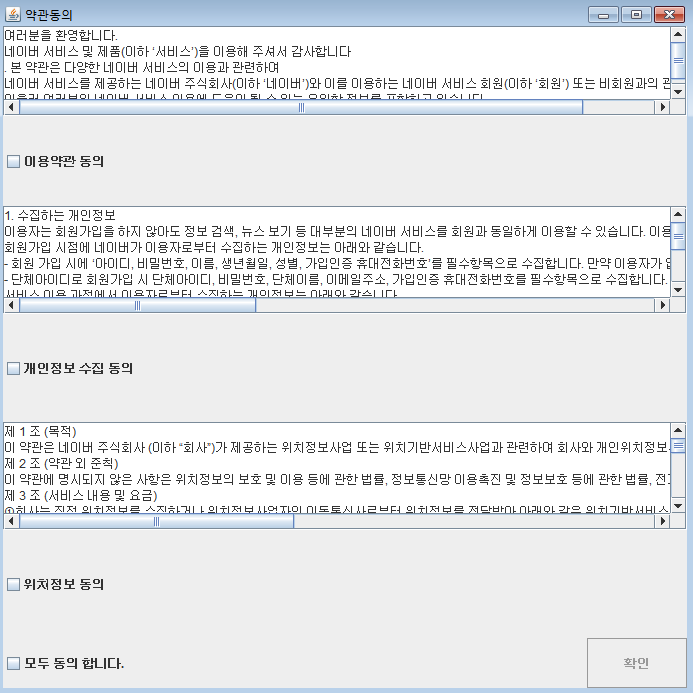 약관동의
여러분을 환영합니다.
네이버 서비스 및 제품(이하 ‘서비스’)을 이용해 주셔서 감사합니다
. 본 약관은 다양한 네이버 서비스의 이용과 관련하여
네이버 서비스를 제공하는 네이버 주식회사(이하 ‘네이버’)와 이를 이용하는 네이버 서비스 회원(이하 ‘회원’) 또는 비회원과의 관
이용약관 동의
1. 수집하는 개인정보
이용자는 회원가입을 하지 않아도 정보 검색, 뉴스 보기 등 대부분의 네이버 서비스를 회원과 동일하게 이용할 수 있습니다. 이용
회원가입 시점에 네이버가 이용자로부터 수집하는 개인정보는 아래와 같습니다.
- 회원 가입 시에 ‘아이디, 비밀번호, 이름, 생년월일, 성별, 가입인증 휴대전화번호’를 필수항목으로 수집합니다. 만약 이용자가
- 단체아이디로 회원가입 시 단체아이디, 비밀번호, 단체이름, 이메일주소, 가입인증 휴대전화번호를 필수항목으로 수집합니다.
서비스 이용 과정에서 이용자로부터 수집하는 개인정보는 아래와 같습니다.
개인정보 수집 동의
제 1 조 (목적)
이 약관은 네이버 주식회사 (이하 “회사”)가 제공하는 위치정보사업 또는 위치기반서비스사업과 관련하여 회사와 개인위치정보
제 2 조 (약관 외 준칙)
이 약관에 명시되지 않은 사항은 위치정보의 보호 및 이용 등에 관한 법률, 정보통신망 이용촉진 및 정보보호 등에 관한 법률,
제 3 조 (서비스 내용 및 요금)
①회사는 직접 위치정보를 수집하거나 위치정보사업자인 이동통신사로부터 위치정보를 전달받아 아래와 같은 위치기반서비스
위치정보 동의
모두 동의 합니다.
확인